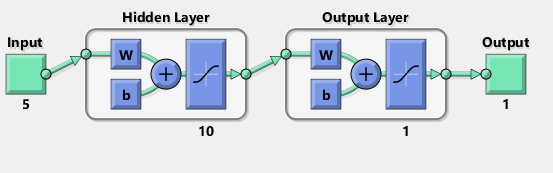 Hidden Layer
Output Layer
Input
Output
W
W
+
+
b
b
5
1
10
1